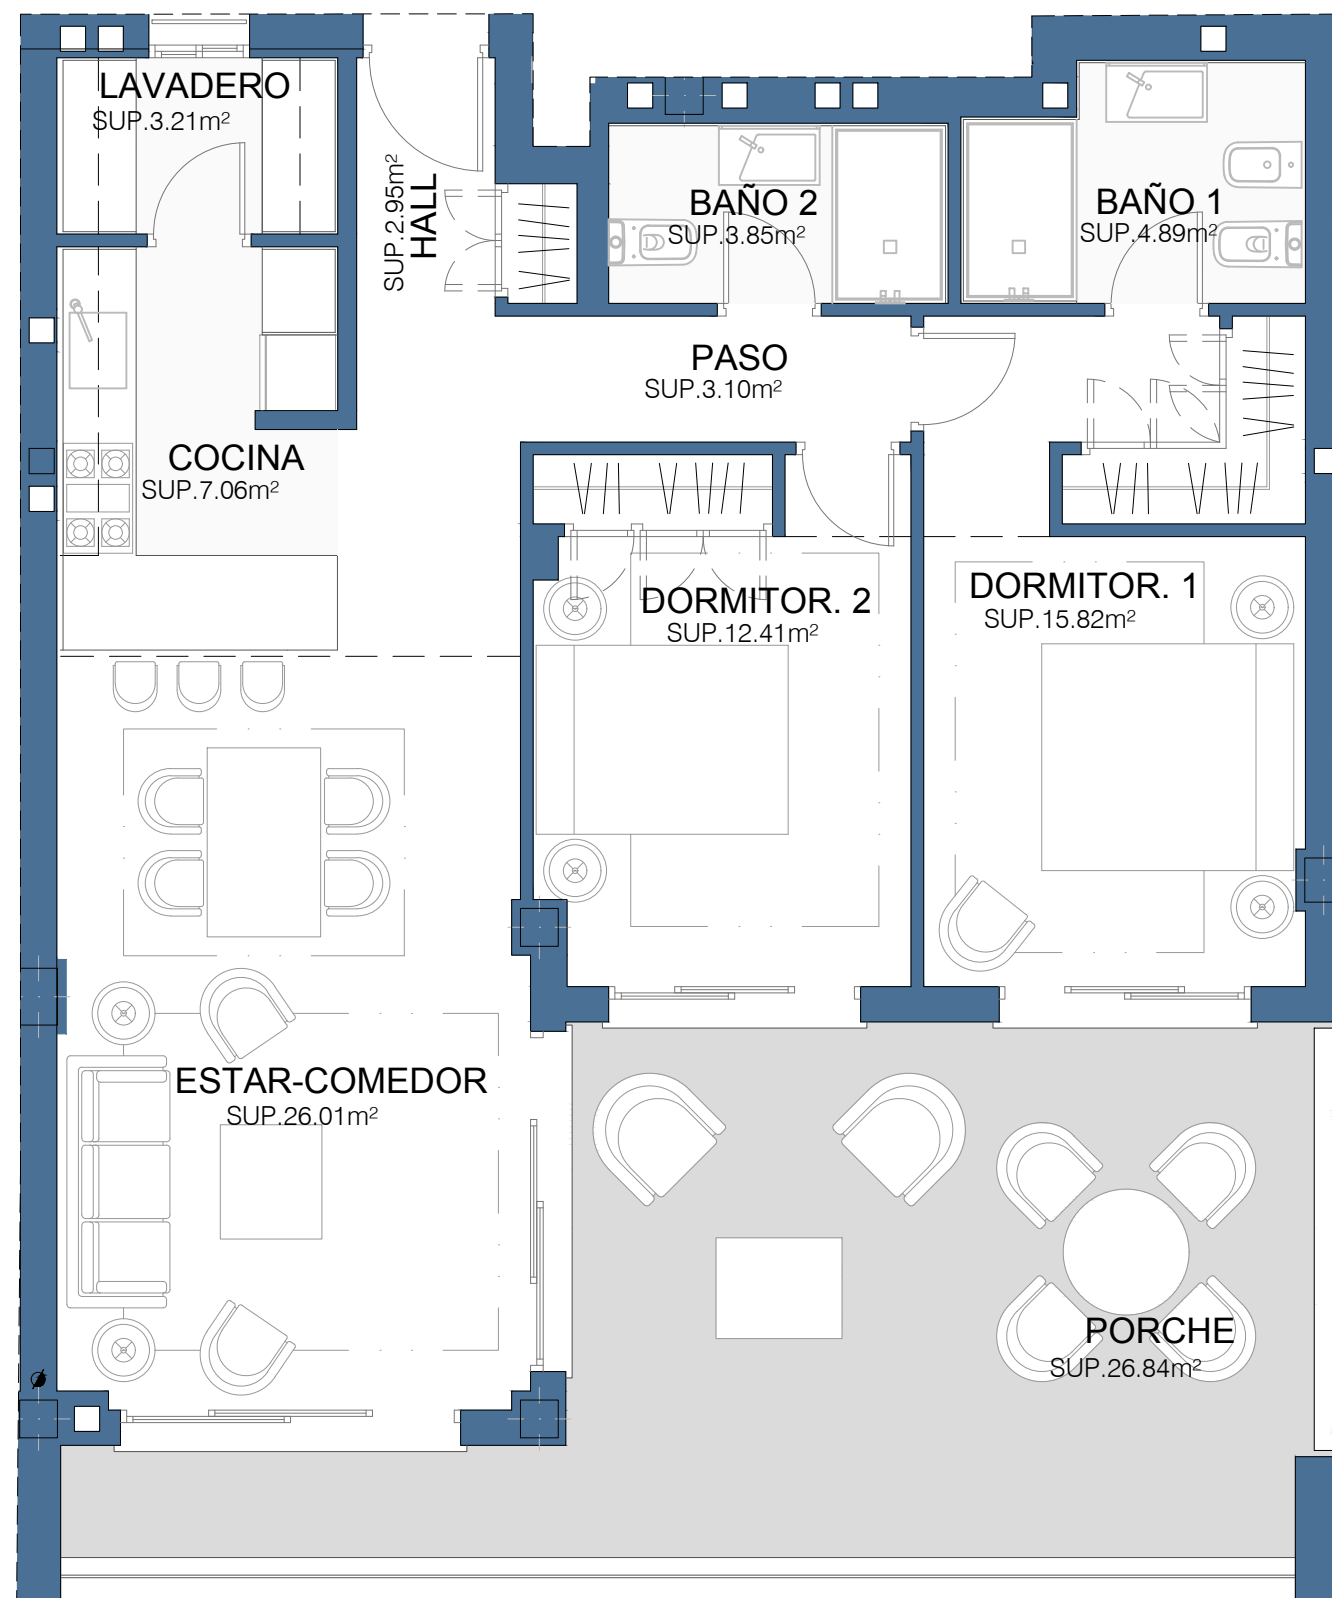 LAVADERO
SUP.3.21m²
HALL
SUP.2.95m²
BAÑO 2
SUP.3.85m²
BAÑO 1
SUP.4.89m²
PASO
SUP.3.10m²
COCINA
SUP.7.06m²
DORMITOR. 2
SUP.12.41m²
DORMITOR. 1
SUP.15.82m²
ESTAR-COMEDOR
SUP.26.01m²
PORCHE
SUP.26.84m²